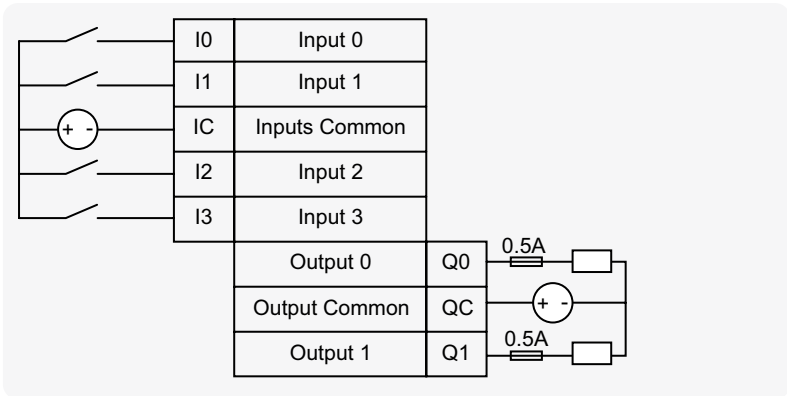 I0 Input 0
I1 Input 1
+ - IC Inputs Common
I2 Input 2
I3 Input 3
Output 0 Q0 0.5A
Output Common QC + -
Output 1 Q1 0.5A